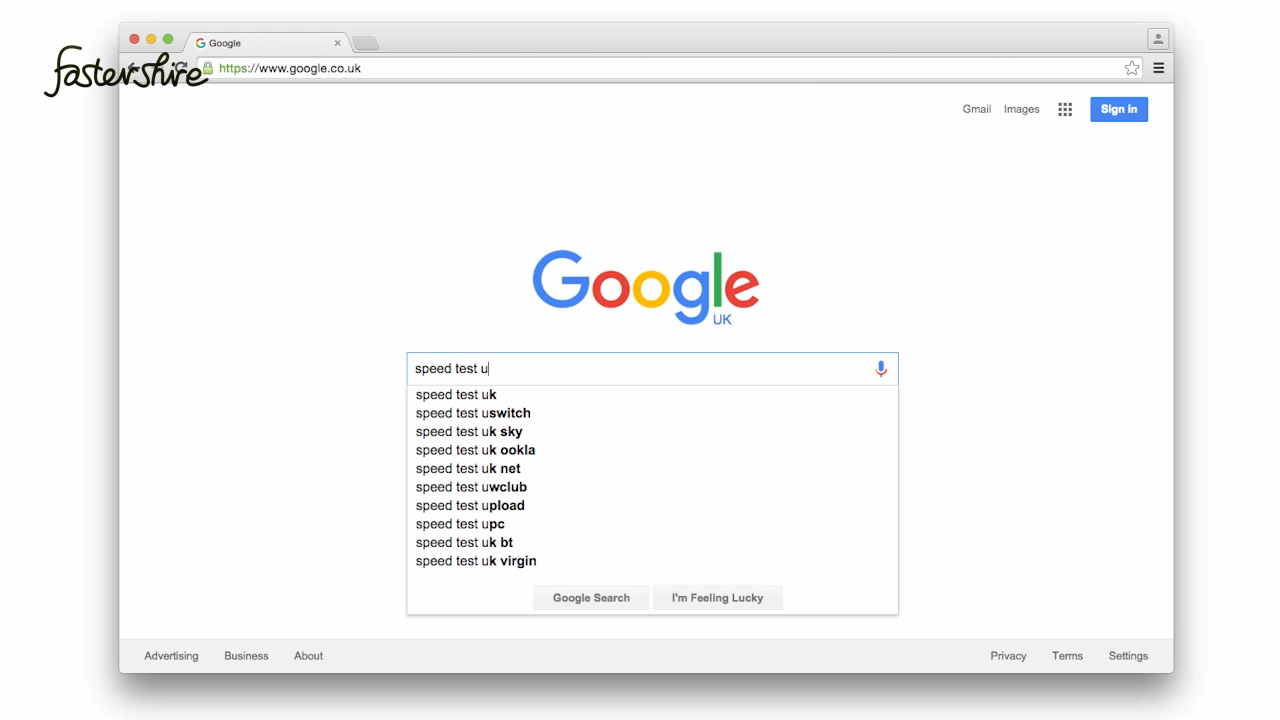 Google
fastershire
https://www.google.co.uk
Gmail Images Sign in
Google
UK
speed test u
speed test uk
speed test uswitch
speed test uk sky
speed test uk ookla
speed test uk net
speed test uwclub
speed test upload
speed test upc
speed test uk bt
speed test uk virgin
Google Search I'm Feeling Lucky
Advertising Business About Privacy Terms Settings